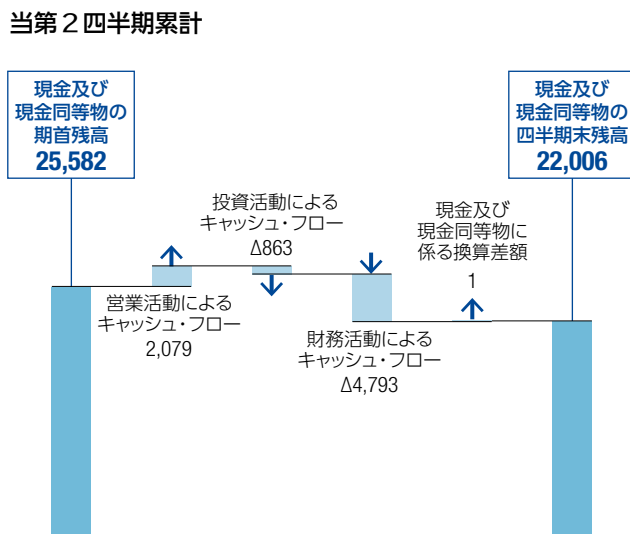 当第2四半期累計
現金及び
現金同等物の
期首残高
25,582
営業活動による
キャッシュ・フロー
2,079
投資活動による
キャッシュ・フロー
Δ863
財務活動による
キャッシュ・フロー
Δ4,793
現金及び
現金同等物に
係る換算差額
1
現金及び
現金同等物の
四半期末残高
22,006